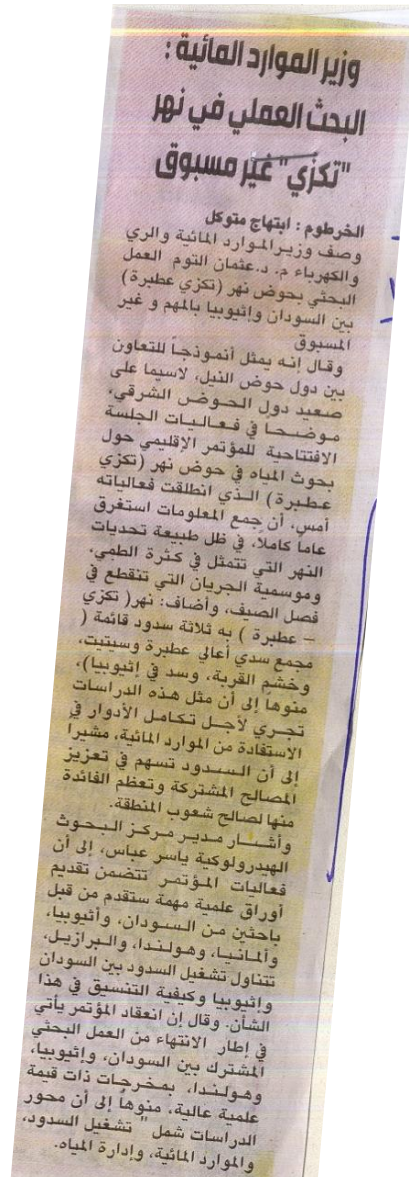 وزير الموارد المائية :
البحث العملي في نهر
"تكزي" غير مسبوق
الخرطوم : ابتهاج متوكل
وصف وزير الموارد المائية والري
والكهرباء م. د. عثمان التوم العمل
البحثي بحوض نهر (تكزي عطبرة)
بين السودان وإثيوبيا بالمهم و غير
المسبوق
وقال إنه يمثل أنموذجاً للتعاون
بين دول حوض النيل، لاسيما على
صعيد دول الحوض الشرقي،
موضحاً في فعاليات الجلسة
الافتتاحية للمؤتمر الإقليمي حول
بحوث المياه في حوض نهر (تكزي
عطبرة) الذي انطلقت فعالياته
أمس، أن جمع المعلومات استغرق
عاماً كاملاً، في ظل طبيعة تحديات
النهر التي تتمثل في كثرة الطمي،
وموسمية الجريان التي تنقطع في
فصل الصيف، وأضاف: نهر( تكزي
– عطبرة ) به ثلاثة سدود قائمة (
مجمع سدي أعالي عطبرة وسيتيت،
وخشم القربة، وسد في إثيوبيا)،
منوهاً إلى أن مثل هذه الدراسات
تجري لأجل تكامل الأدوار في
الاستفادة من الموارد المائية، مشيراً
إلى أن السدود تسهم في تعزيز
المصالح المشتركة وتعظم الفائدة
منها لصالح شعوب المنطقة.
وأشار مدير مركز البحوث
الهيدرولوكية ياسر عباس، إلى أن
فعاليات المؤتمر تتضمن تقديم
أوراق علمية مهمة ستقدم من قبل
باحثين من السودان، وأثيوبيا،
وألمانيا، وهولندا، والبرازيل،
تتناول تشغيل السدود بين السودان
وإثيوبيا وكيفية التنسيق في هذا
الشأن. وقال إن انعقاد المؤتمر يأتي
في إطار الانتهاء من العمل البحثي
المشترك بين السودان، وإثيوبيا،
وهولندا، بمخرجات ذات قيمة
علمية عالية، منوهاً إلى أن محور
الدراسات شمل " تشغيل السدود،
والموارد المائية، وإدارة المياه.